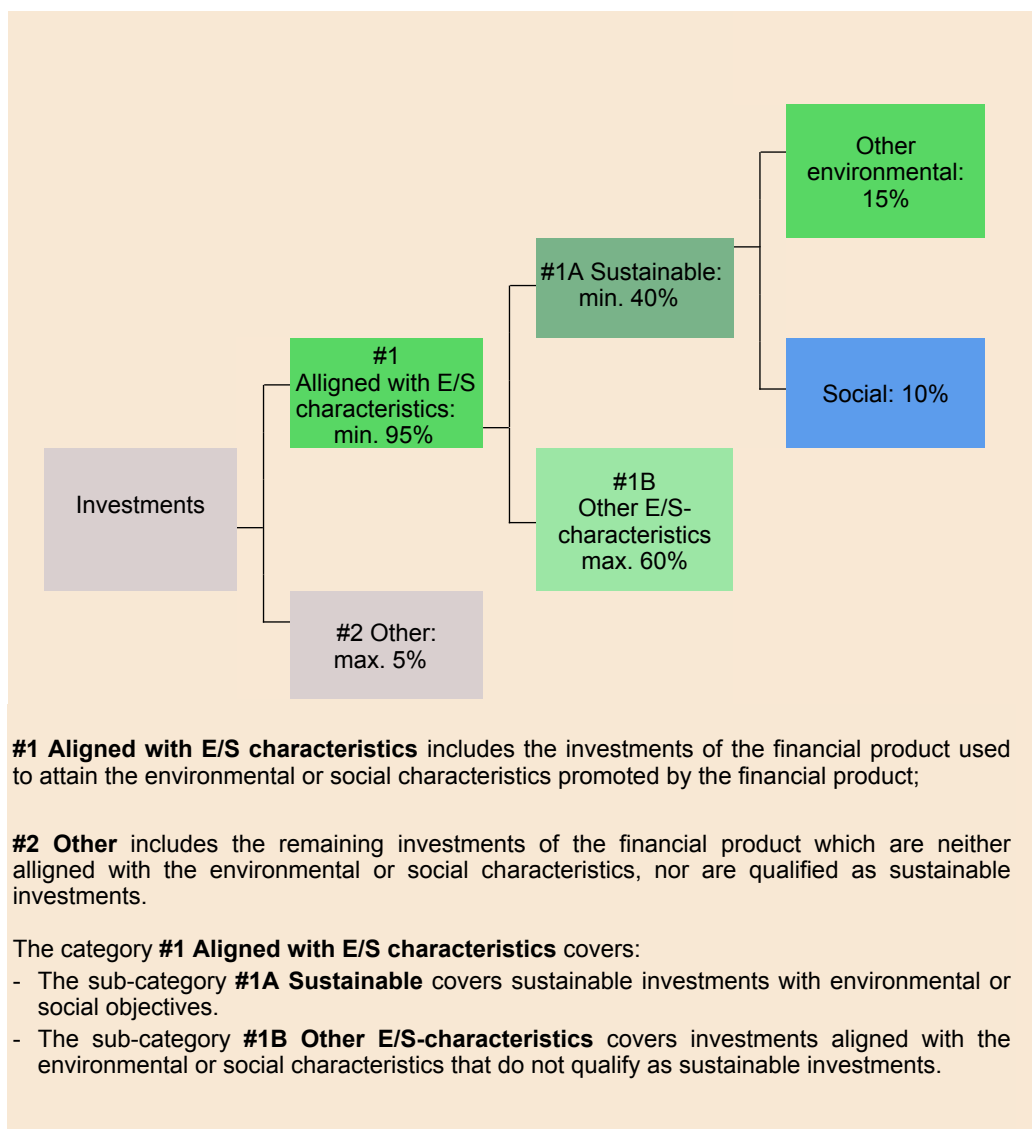 Other
environmental:
15%
#1A Sustainable:
min. 40%
#1
Alligned with E/S
characteristics:
min. 95%
Social: 10%
Investments
#1B
Other E/S-
characteristics
max. 60%
#2 Other:
max. 5%
#1 Aligned with E/S characteristics includes the investments of the financial product used
to attain the environmental or social characteristics promoted by the financial product;
#2 Other includes the remaining investments of the financial product which are neither
aligned with the environmental or social characteristics, nor are qualified as sustainable
investments.
The category #1 Aligned with E/S characteristics covers:
- The sub-category #1A Sustainable covers sustainable investments with environmental or
social objectives.
- The sub-category #1B Other E/S-characteristics covers investments aligned with the
environmental or social characteristics that do not qualify as sustainable investments.